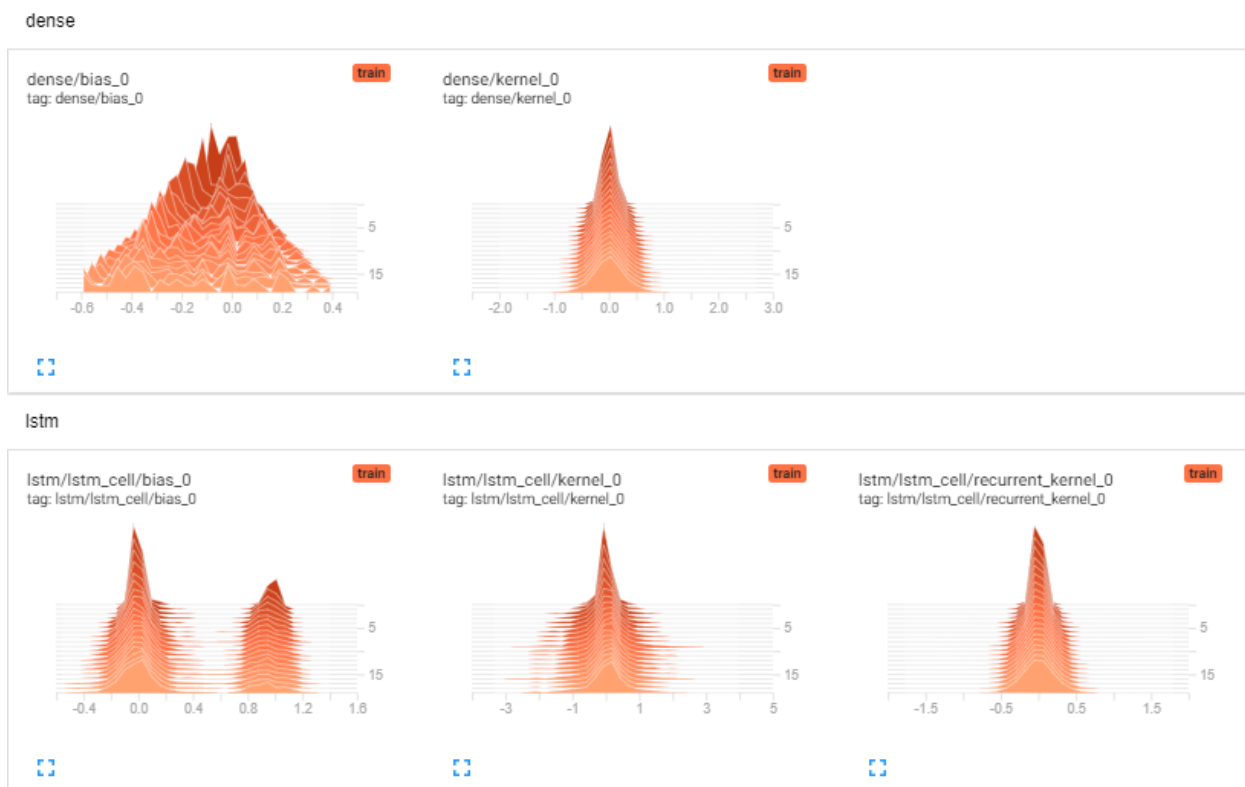 dense
dense/bias_0
train
tag: dense/bias_0
dense/kernel_0
train
tag: dense/kernel_0
5
15
-0.6 -0.4 -0.2 0.0 0.2 0.4
5
15
-2.0 -1.0 0.0 1.0 2.0 3.0
lstm
lstm/lstm_cell/bias_0
train
tag: lstm/lstm_cell/bias_0
lstm/lstm_cell/kernel_0
train
tag: lstm/lstm_cell/kernel_0
lstm/lstm_cell/recurrent_kernel_0
train
tag: lstm/lstm_cell/recurrent_kernel_0
5
15
-0.4 0.0 0.4 0.8 1.2 1.6
5
15
-3 -1 1 3 5
5
15
-1.5 -0.5 0.5 1.5